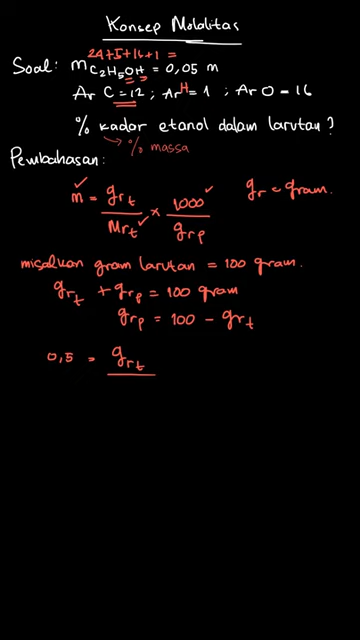 Konsep Molalitas
24+5+16+1 =
Soal: m C₂H₅OH = 0,05 m
Ar C = 12 ; Ar H = 1 ; Ar O = 16
% kadar etanol dalam larutan ?
→ % massa
Pembahasan:
m = grₜ / Mrₜ × 1000 / grₚ gr = gram
misalkan gram larutan = 100 gram.
grₜ + grₚ = 100 gram
grₚ = 100 - grₜ
0,5 = grₜ